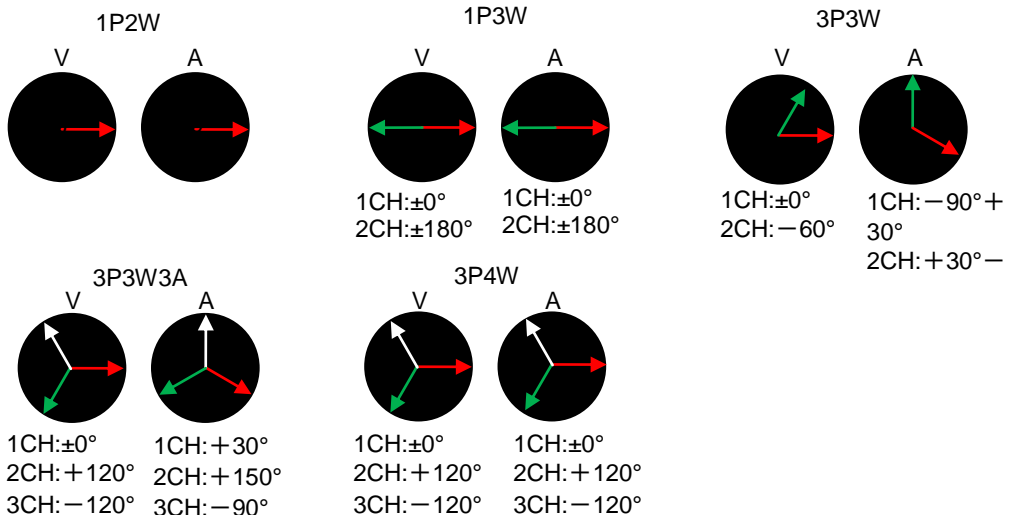 1P2W
V A
1P3W
V A
1CH:±0° 1CH:±0°
2CH:±180° 2CH:±180°
3P3W
V A
1CH:±0° 1CH:－90°＋
2CH:－60° 30°
2CH:＋30°－
3P3W3A
V A
1CH:±0° 1CH:＋30°
2CH:＋120° 2CH:＋150°
3CH:－120° 3CH:－90°
3P4W
V A
1CH:±0° 1CH:±0°
2CH:＋120° 2CH:＋120°
3CH:－120° 3CH:－120°